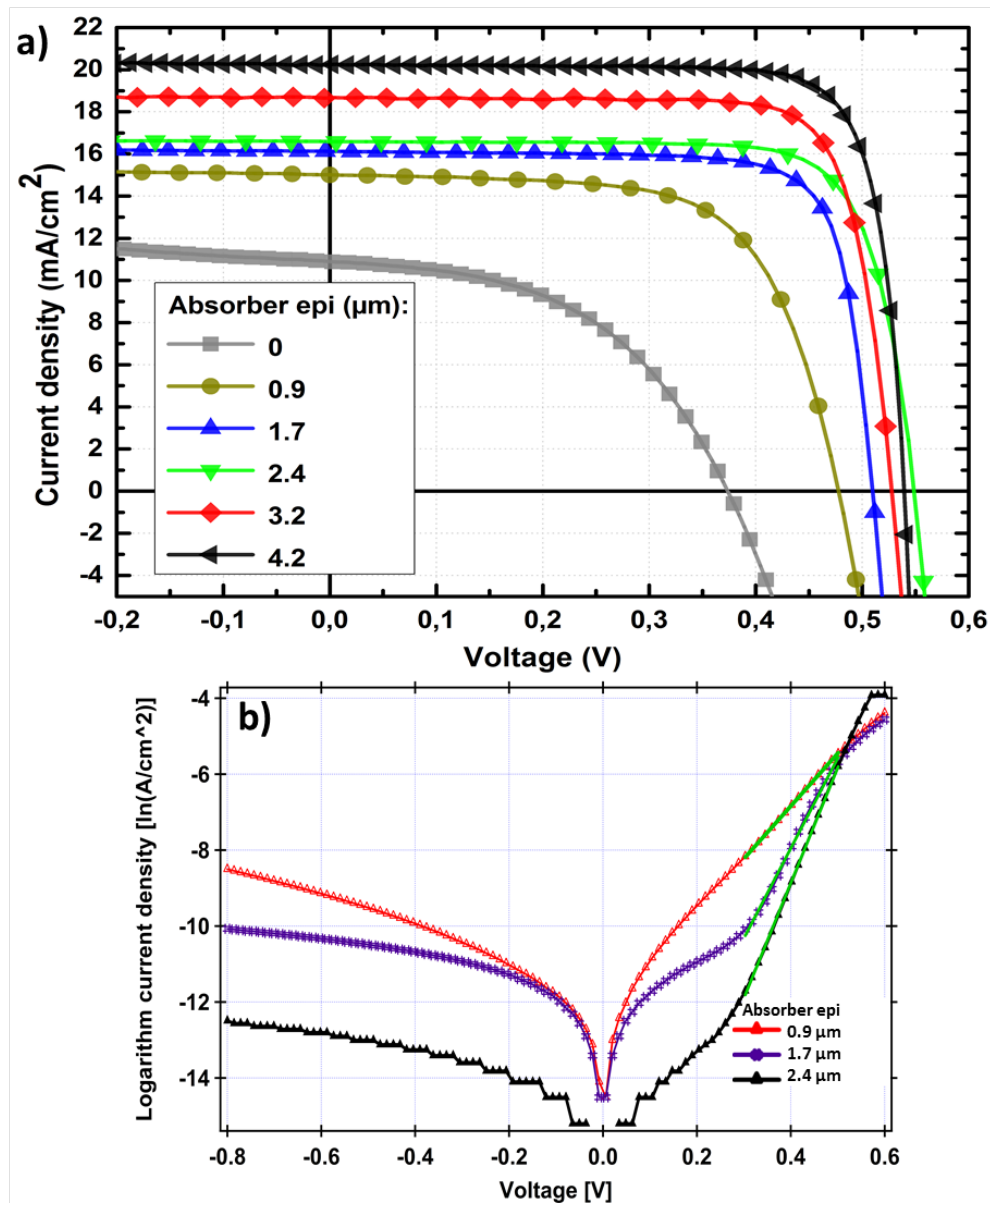 a)
22
20
18
16
14
12
10
8
6
4
2
0
-2
-4
Current density (mA/cm²)
Absorber epi (µm):
0
0.9
1.7
2.4
3.2
4.2
-0,2 -0,1 0,0 0,1 0,2 0,3 0,4 0,5 0,6
Voltage (V)
b)
-4
-6
-8
-10
-12
-14
Logarithm current density [ln(A/cm^2)]
Absorber epi
0.9 µm
1.7 µm
2.4 µm
-0.8 -0.6 -0.4 -0.2 0.0 0.2 0.4 0.6
Voltage [V]